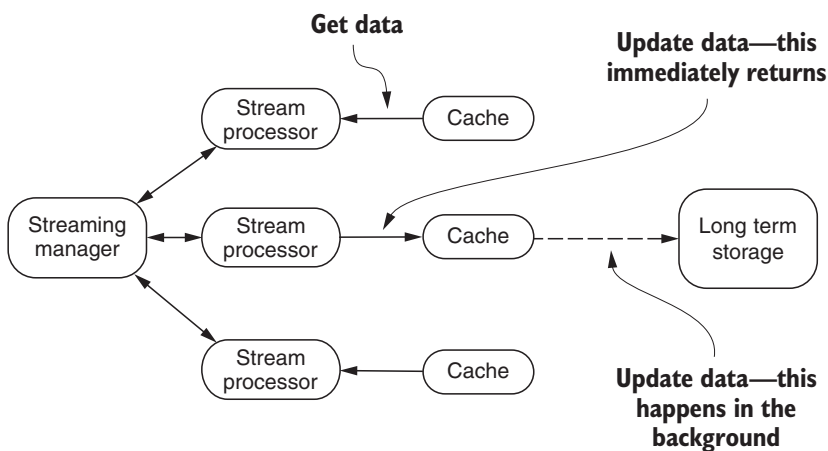 Get data
Update data—this
immediately returns
Stream
processor
Cache
Streaming
manager
Stream
processor
Cache
Long term
storage
Stream
processor
Cache
Update data—this
happens in the
background